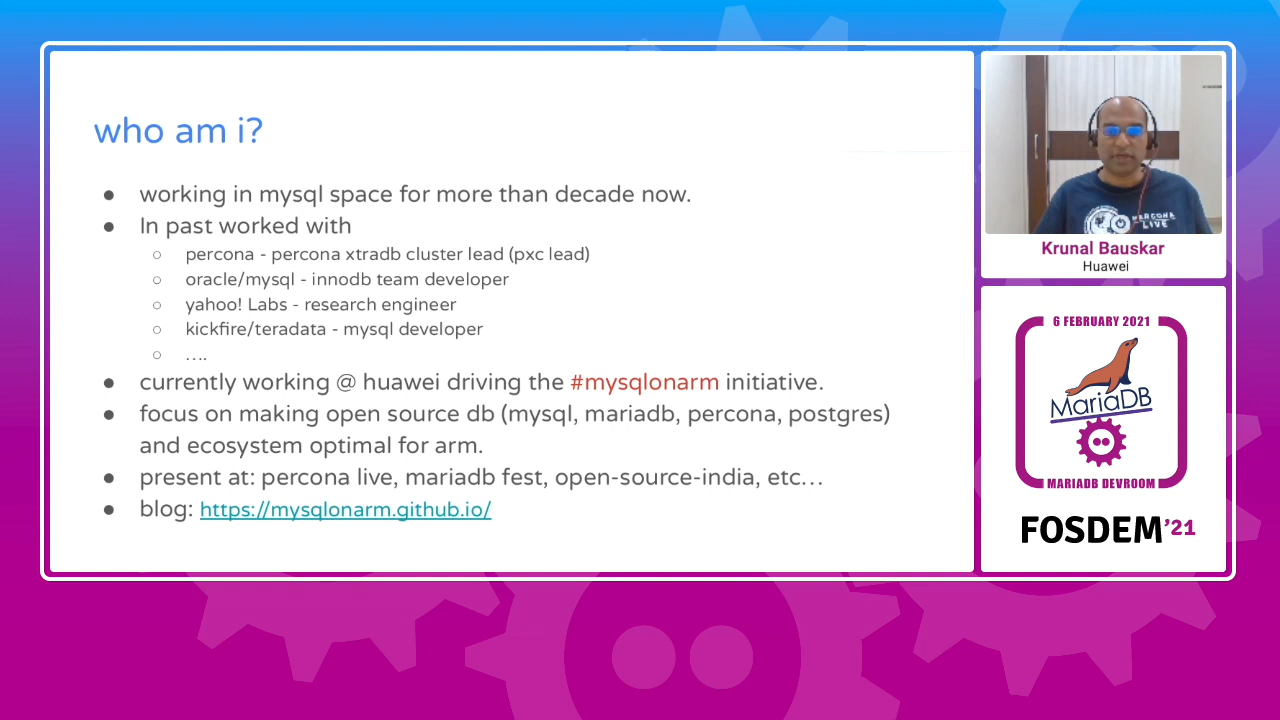 who am i?
● working in mysql space for more than decade now.
● In past worked with
○ percona - percona xtradb cluster lead (pxc lead)
○ oracle/mysql - innodb team developer
○ yahoo! Labs - research engineer
○ kickfire/teradata - mysql developer
○ ….
● currently working @ huawei driving the #mysqlonarm initiative.
● focus on making open source db (mysql, mariadb, percona, postgres)
and ecosystem optimal for arm.
● present at: percona live, mariadb fest, open-source-india, etc…
● blog: https://mysqlonarm.github.io/
PERCONA
LIVE
Krunal Bauskar
Huawei
6 FEBRUARY 2021
MariaDB
MARIADB DEVROOM
FOSDEM'21